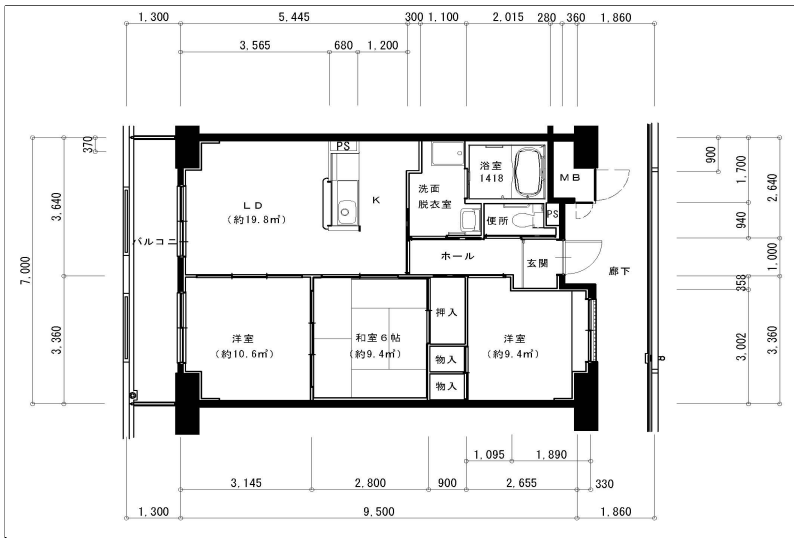 1,300
5,445
300
1,100
2,015
280
360
1,860
3,565
680
1,200
370
3,640
7,000
3,360
900
1,700
2,640
940
1,000
358
3,002
3,360
PS
浴室
1418
MB
LD
(約19.8㎡)
K
洗面
脱衣室
便所
PS
バルコニ
ホール
玄関
廊下
洋室
(約10.6㎡)
和室6帖
(約9.4㎡)
押入
物入
物入
洋室
(約9.4㎡)
1,095
1,890
3,145
2,800
900
2,655
330
1,300
9,500
1,860